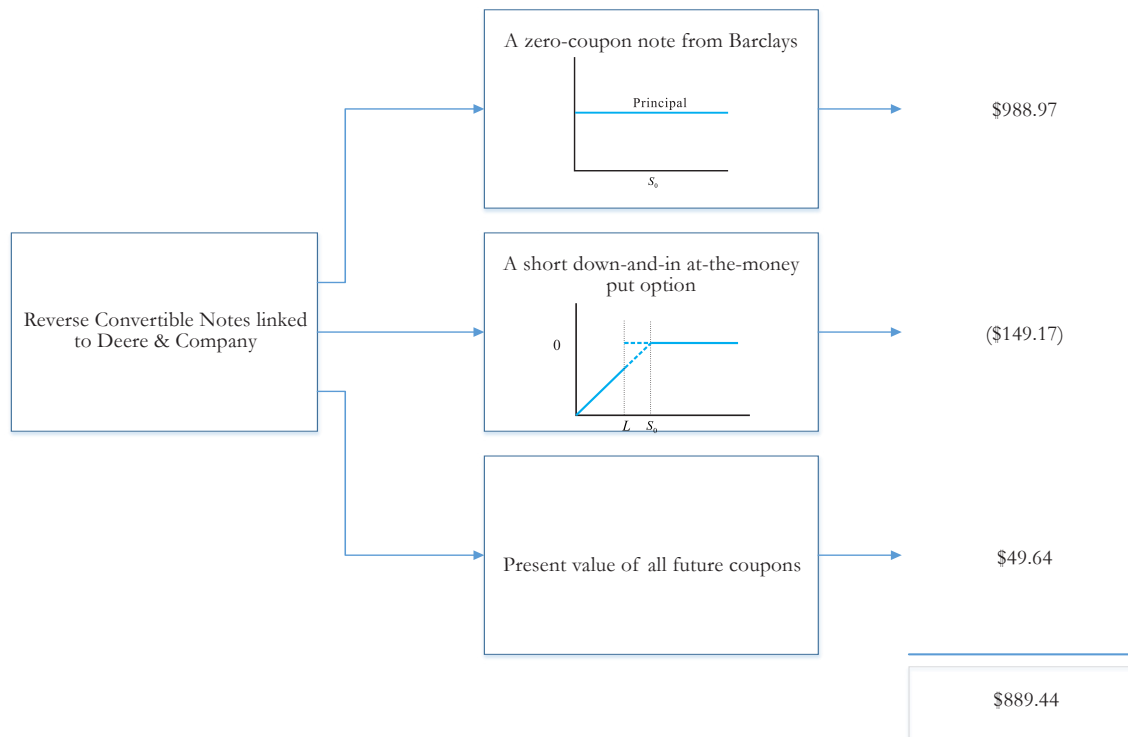 A zero-coupon note from Barclays
Principal
S₀
$988.97
Reverse Convertible Notes linked
to Deere & Company
A short down-and-in at-the-money
put option
0
L S₀
($149.17)
Present value of all future coupons
$49.64
$889.44